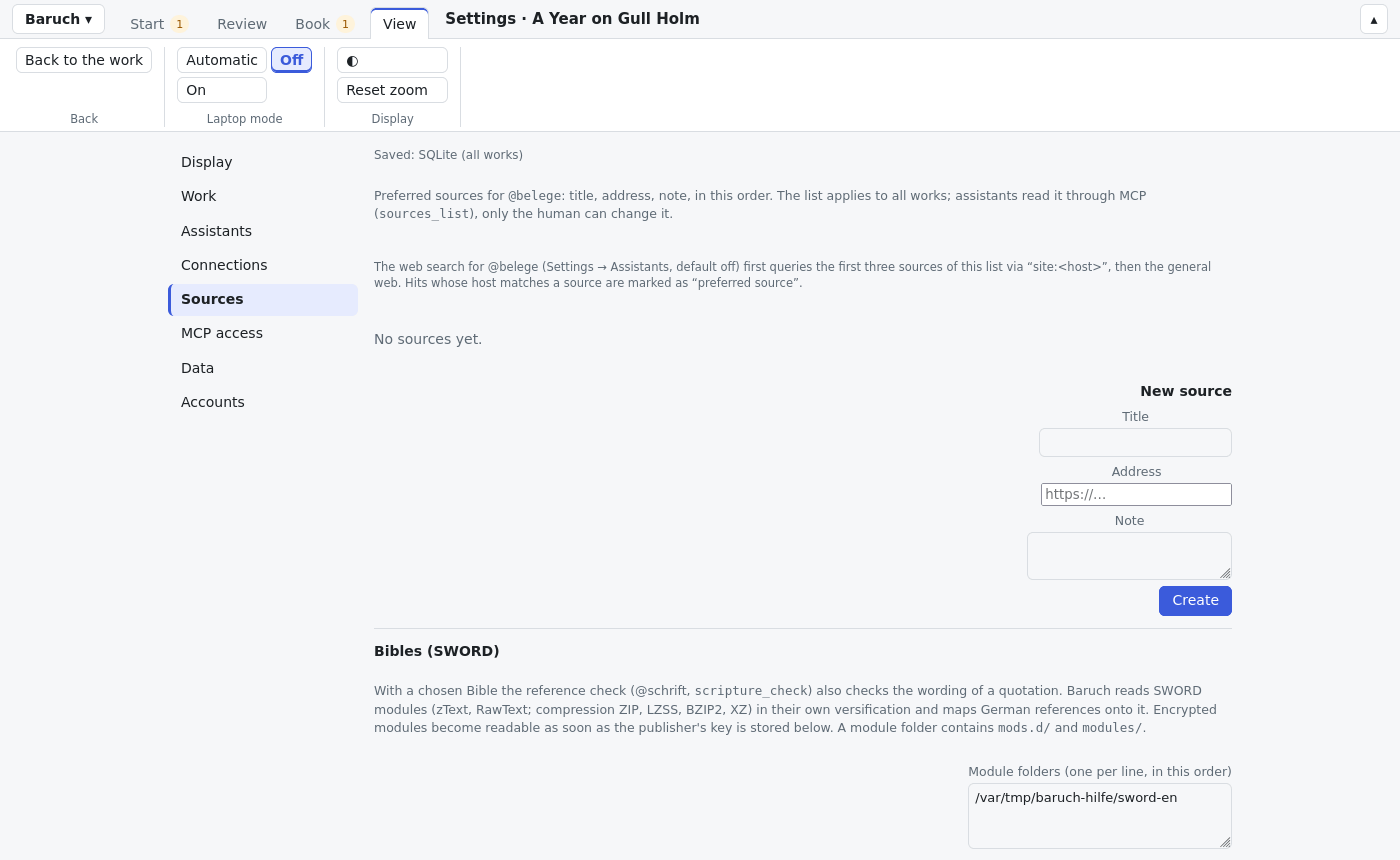 Baruch ▾
Start 1
Review
Book 1
View
Settings · A Year on Gull Holm
▴
Back to the work
Back
Automatic
Off
On
Laptop mode
◐
Reset zoom
Display
Display
Work
Assistants
Connections
Sources
MCP access
Data
Accounts
Saved: SQLite (all works)
Preferred sources for @belege: title, address, note, in this order. The list applies to all works; assistants read it through MCP
(sources_list), only the human can change it.
The web search for @belege (Settings → Assistants, default off) first queries the first three sources of this list via “site:<host>”, then the general
web. Hits whose host matches a source are marked as “preferred source”.
No sources yet.
New source
Title
Address
https://…
Note
Create
Bibles (SWORD)
With a chosen Bible the reference check (@schrift, scripture_check) also checks the wording of a quotation. Baruch reads SWORD
modules (zText, RawText; compression ZIP, LZSS, BZIP2, XZ) in their own versification and maps German references onto it. Encrypted
modules become readable as soon as the publisher's key is stored below. A module folder contains mods.d/ and modules/.
Module folders (one per line, in this order)
/var/tmp/baruch-hilfe/sword-en